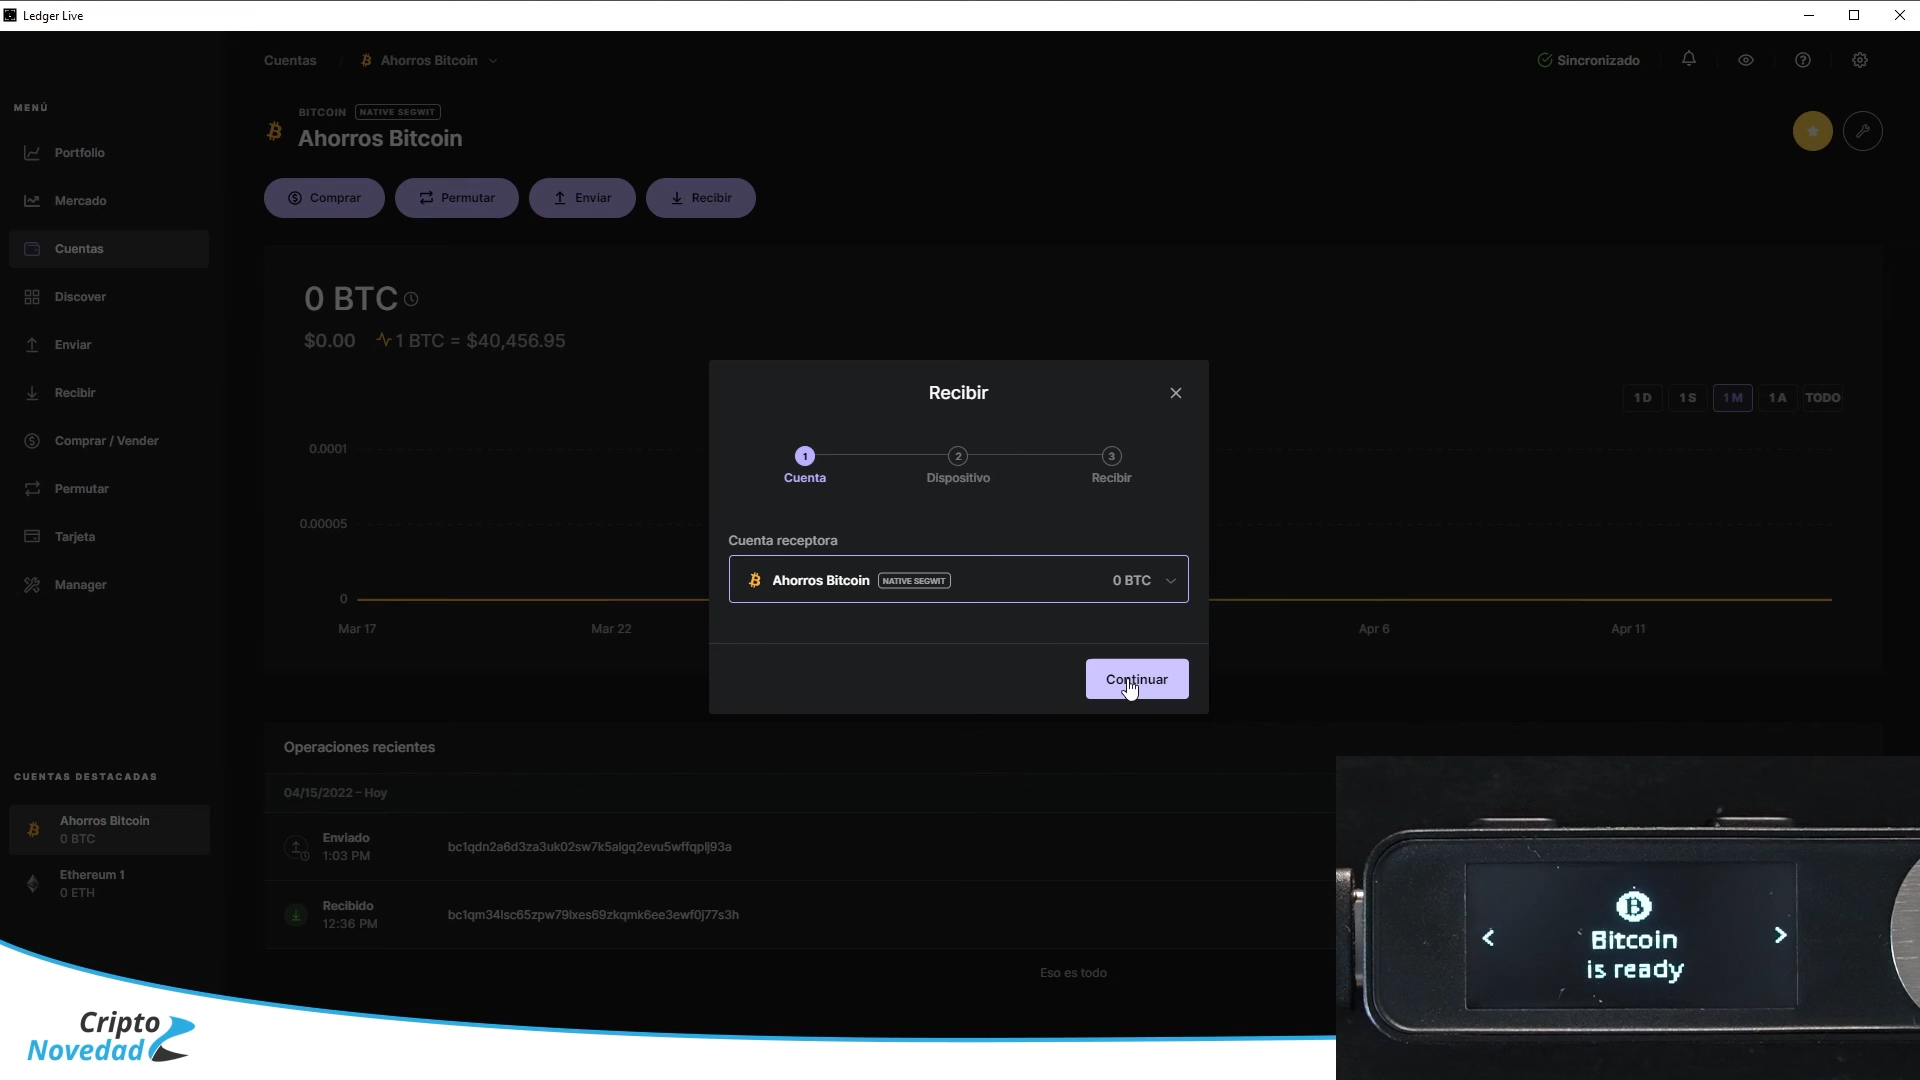 Ledger Live
Cuentas / Ahorros Bitcoin
Sincronizado
MENÚ
Portfolio
Mercado
Cuentas
Discover
Enviar
Recibir
Comprar / Vender
Permutar
Tarjeta
Manager
CUENTAS DESTACADAS
Ahorros Bitcoin
0 BTC
Ethereum 1
0 ETH
BITCOIN NATIVE SEGWIT
Ahorros Bitcoin
Comprar Permutar Enviar Recibir
0 BTC
$0.00 1 BTC = $40,456.95
1D 1S 1M 1A TODO
0.0001
0.00005
0
Mar 17 Mar 22 Apr 6 Apr 11
Recibir
1 2 3
Cuenta Dispositivo Recibir
Cuenta receptora
Ahorros Bitcoin NATIVE SEGWIT 0 BTC
Continuar
Operaciones recientes
04/15/2022 – Hoy
Enviado
1:03 PM
bc1qdn2a6d3za3uk02sw7k5algq2evu5wffqplj93a
Recibido
12:36 PM
bc1qm34lsc65zpw79lxes69zkqmk6ee3ewf0j77s3h
Eso es todo
Bitcoin
is ready
Cripto
Novedad